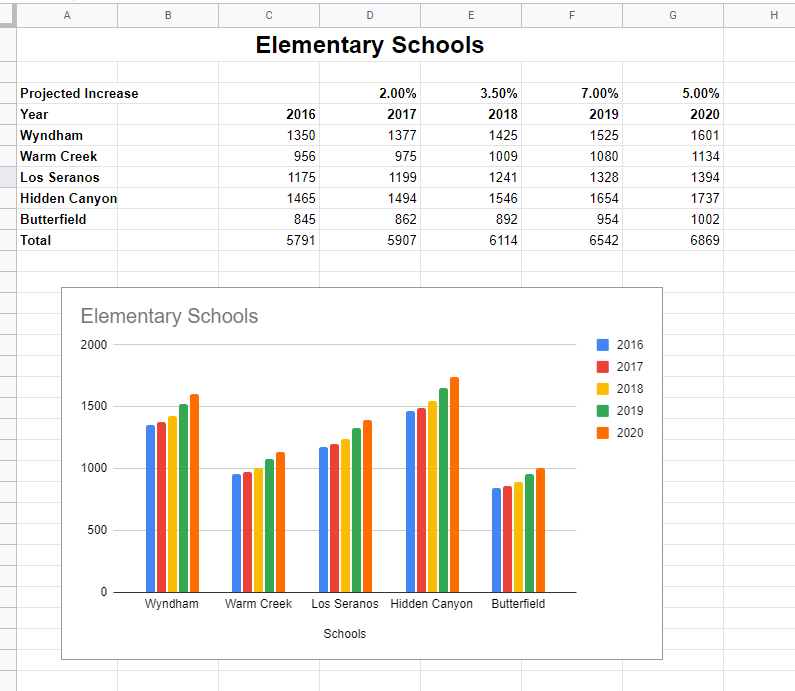 A B C D E F G H
Elementary Schools
Projected Increase 2.00% 3.50% 7.00% 5.00%
Year 2016 2017 2018 2019 2020
Wyndham 1350 1377 1425 1525 1601
Warm Creek 956 975 1009 1080 1134
Los Seranos 1175 1199 1241 1328 1394
Hidden Canyon 1465 1494 1546 1654 1737
Butterfield 845 862 892 954 1002
Total 5791 5907 6114 6542 6869
Elementary Schools
2000
1500
1000
500
0
Wyndham Warm Creek Los Seranos Hidden Canyon Butterfield
Schools
2016
2017
2018
2019
2020